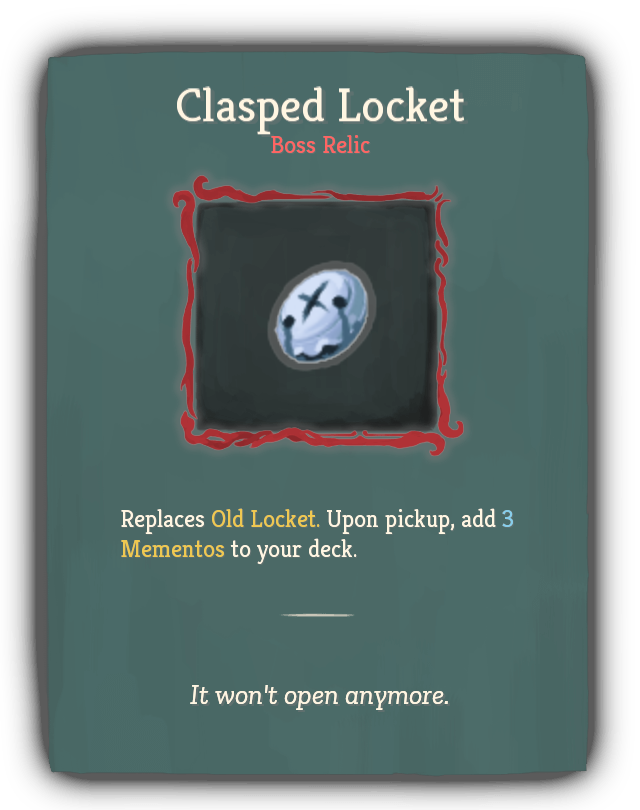 Clasped Locket
Boss Relic
Replaces Old Locket. Upon pickup, add 3
Mementos to your deck.
It won't open anymore.